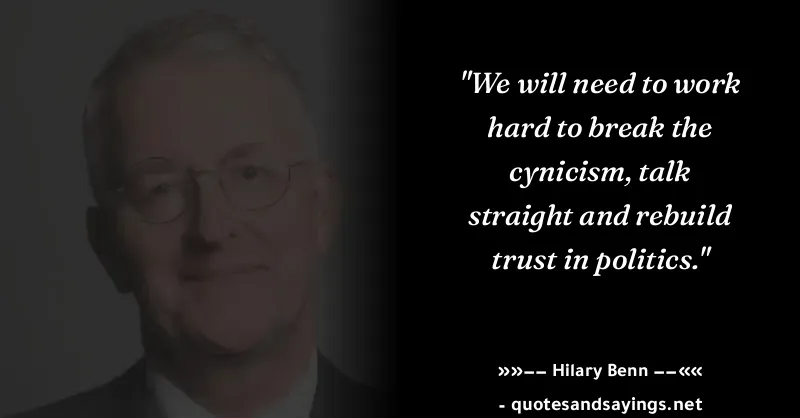 "We will need to work
hard to break the
cynicism, talk
straight and rebuild
trust in politics."
»»−− Hilary Benn −−««
- quotesandsayings.net